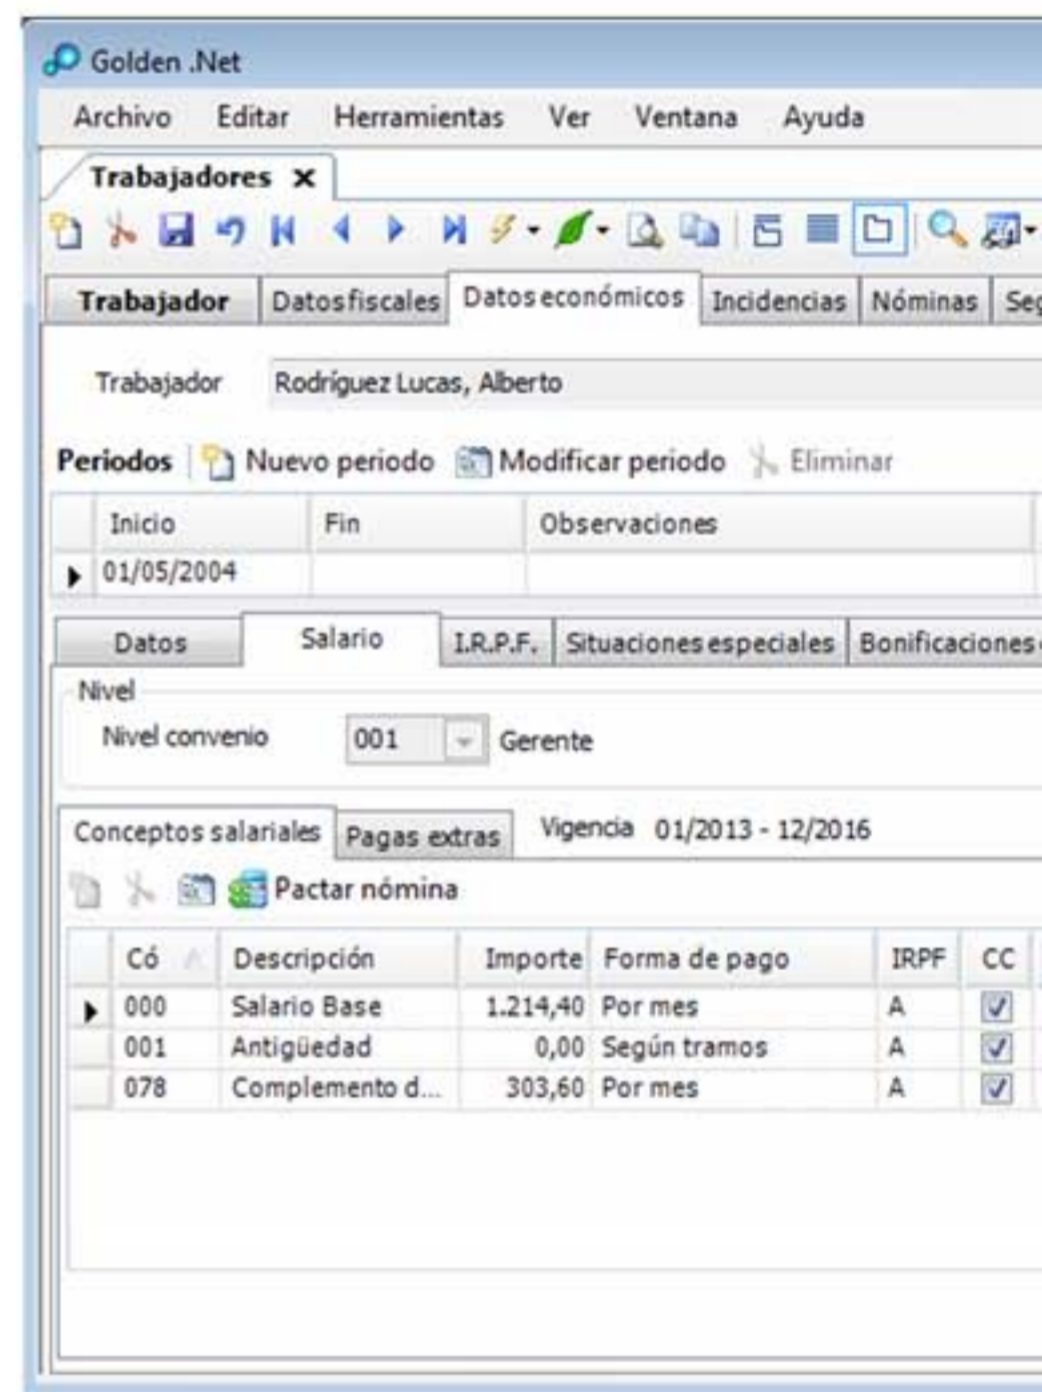 Golden .Net
Archivo Editar Herramientas Ver Ventana Ayuda
Trabajadores
Trabajador Datos fiscales Datos económicos Incidencias Nóminas
Trabajador Rodríguez Lucas, Alberto
Periodos Nuevo periodo Modificar periodo Eliminar
Inicio Fin Observaciones
01/05/2004
Datos Salario I.R.P.F. Situaciones especiales Bonificaciones
Nivel
Nivel convenio 001 Gerente
Conceptos salariales Pagas extras Vigencia 01/2013 - 12/2016
Pactar nómina
Có Descripción Importe Forma de pago IRPF CC
000 Salario Base 1.214,40 Por mes A
001 Antigüedad 0,00 Según tramos A
078 Complemento d... 303,60 Por mes A